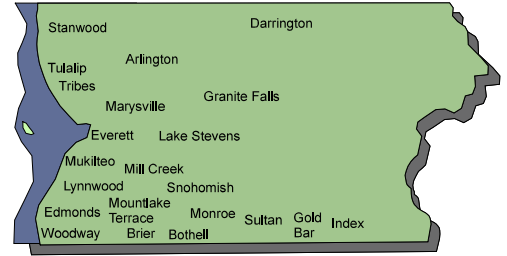 Darrington
Stanwood
Arlington
Tulalip
Tribes
Granite Falls
Marysville
Everett
Lake Stevens
Mukilteo
Mill Creek
Lynnwood
Snohomish
Mountlake
Terrace
Edmonds
Monroe
Sultan
Gold
Bar
Index
Woodway
Brier
Bothell